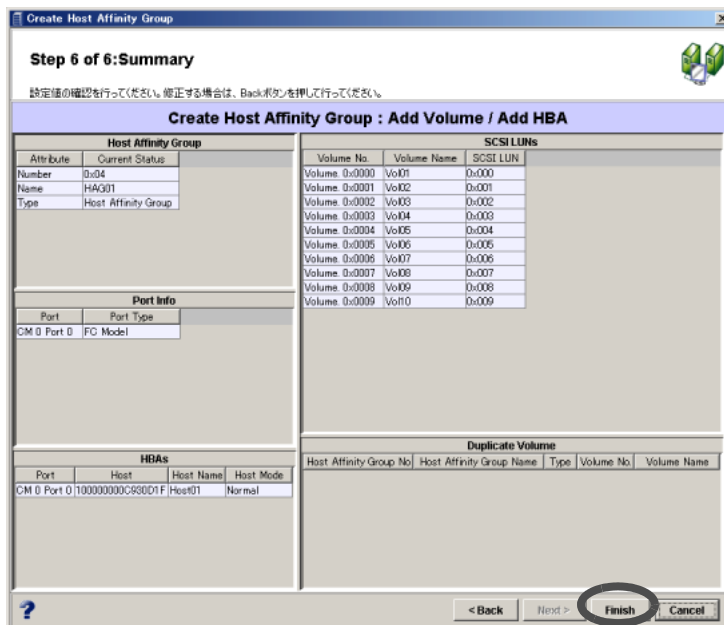 Create Host Affinity Group
Step 6 of 6:Summary
設定値の確認を行ってください。修正する場合は、Backボタンを押して行ってください。
Create Host Affinity Group : Add Volume / Add HBA
Host Affinity Group
Attribute Current Status
Number 0x04
Name HAG01
Type Host Affinity Group
Port Info
Port Port Type
CM 0 Port 0 FC Model
HBAs
Port Host Host Name Host Mode
CM 0 Port 0 100000000C930D1F Host01 Normal
SCSI LUNs
Volume No. Volume Name SCSI LUN
Volume. 0x0000 Vol01 0x000
Volume. 0x0001 Vol02 0x001
Volume. 0x0002 Vol03 0x002
Volume. 0x0003 Vol04 0x003
Volume. 0x0004 Vol05 0x004
Volume. 0x0005 Vol06 0x005
Volume. 0x0006 Vol07 0x006
Volume. 0x0007 Vol08 0x007
Volume. 0x0008 Vol09 0x008
Volume. 0x0009 Vol10 0x009
Duplicate Volume
Host Affinity Group No Host Affinity Group Name Type Volume No. Volume Name
? < Back Next > Finish Cancel